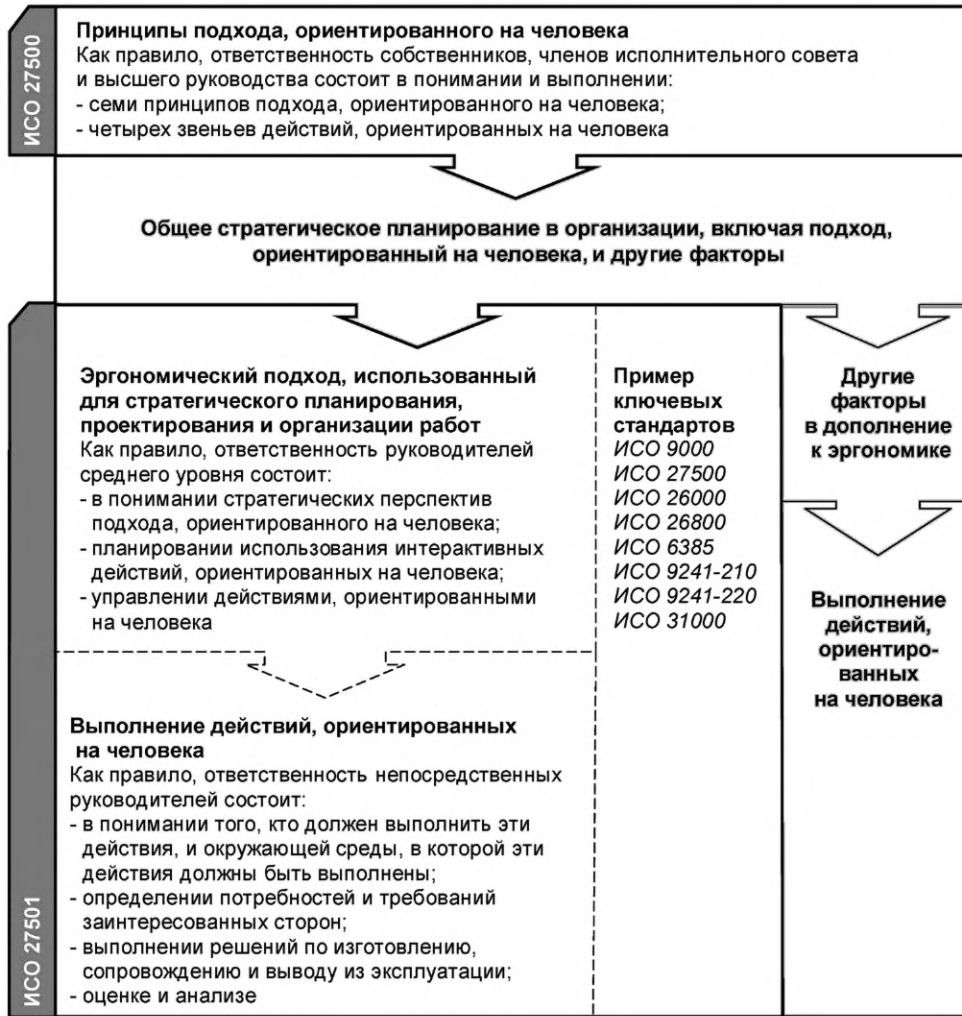 ИСО 27500
Принципы подхода, ориентированного на человека
Как правило, ответственность собственников, членов исполнительного совета
и высшего руководства состоит в понимании и выполнении:
- семи принципов подхода, ориентированного на человека;
- четырех звеньев действий, ориентированных на человека
Общее стратегическое планирование в организации, включая подход,
ориентированный на человека, и другие факторы
ИСО 27501
Эргономический подход, использованный
для стратегического планирования,
проектирования и организации работ
Как правило, ответственность руководителей
среднего уровня состоит:
- в понимании стратегических перспектив
подхода, ориентированного на человека;
- планировании использования интерактивных
действий, ориентированных на человека;
- управлении действиями, ориентированными
на человека
Выполнение действий, ориентированных
на человека
Как правило, ответственность непосредственных
руководителей состоит:
- в понимании того, кто должен выполнить эти
действия, и окружающей среды, в которой эти
действия должны быть выполнены;
- определении потребностей и требований
заинтересованных сторон;
- выполнении решений по изготовлению,
сопровождению и выводу из эксплуатации;
- оценке и анализе
Пример
ключевых
стандартов
ИСО 9000
ИСО 27500
ИСО 26000
ИСО 26800
ИСО 6385
ИСО 9241-210
ИСО 9241-220
ИСО 31000
Другие
факторы
в дополнение
к эргономике
Выполнение
действий,
ориентиро-
ванных
на человека